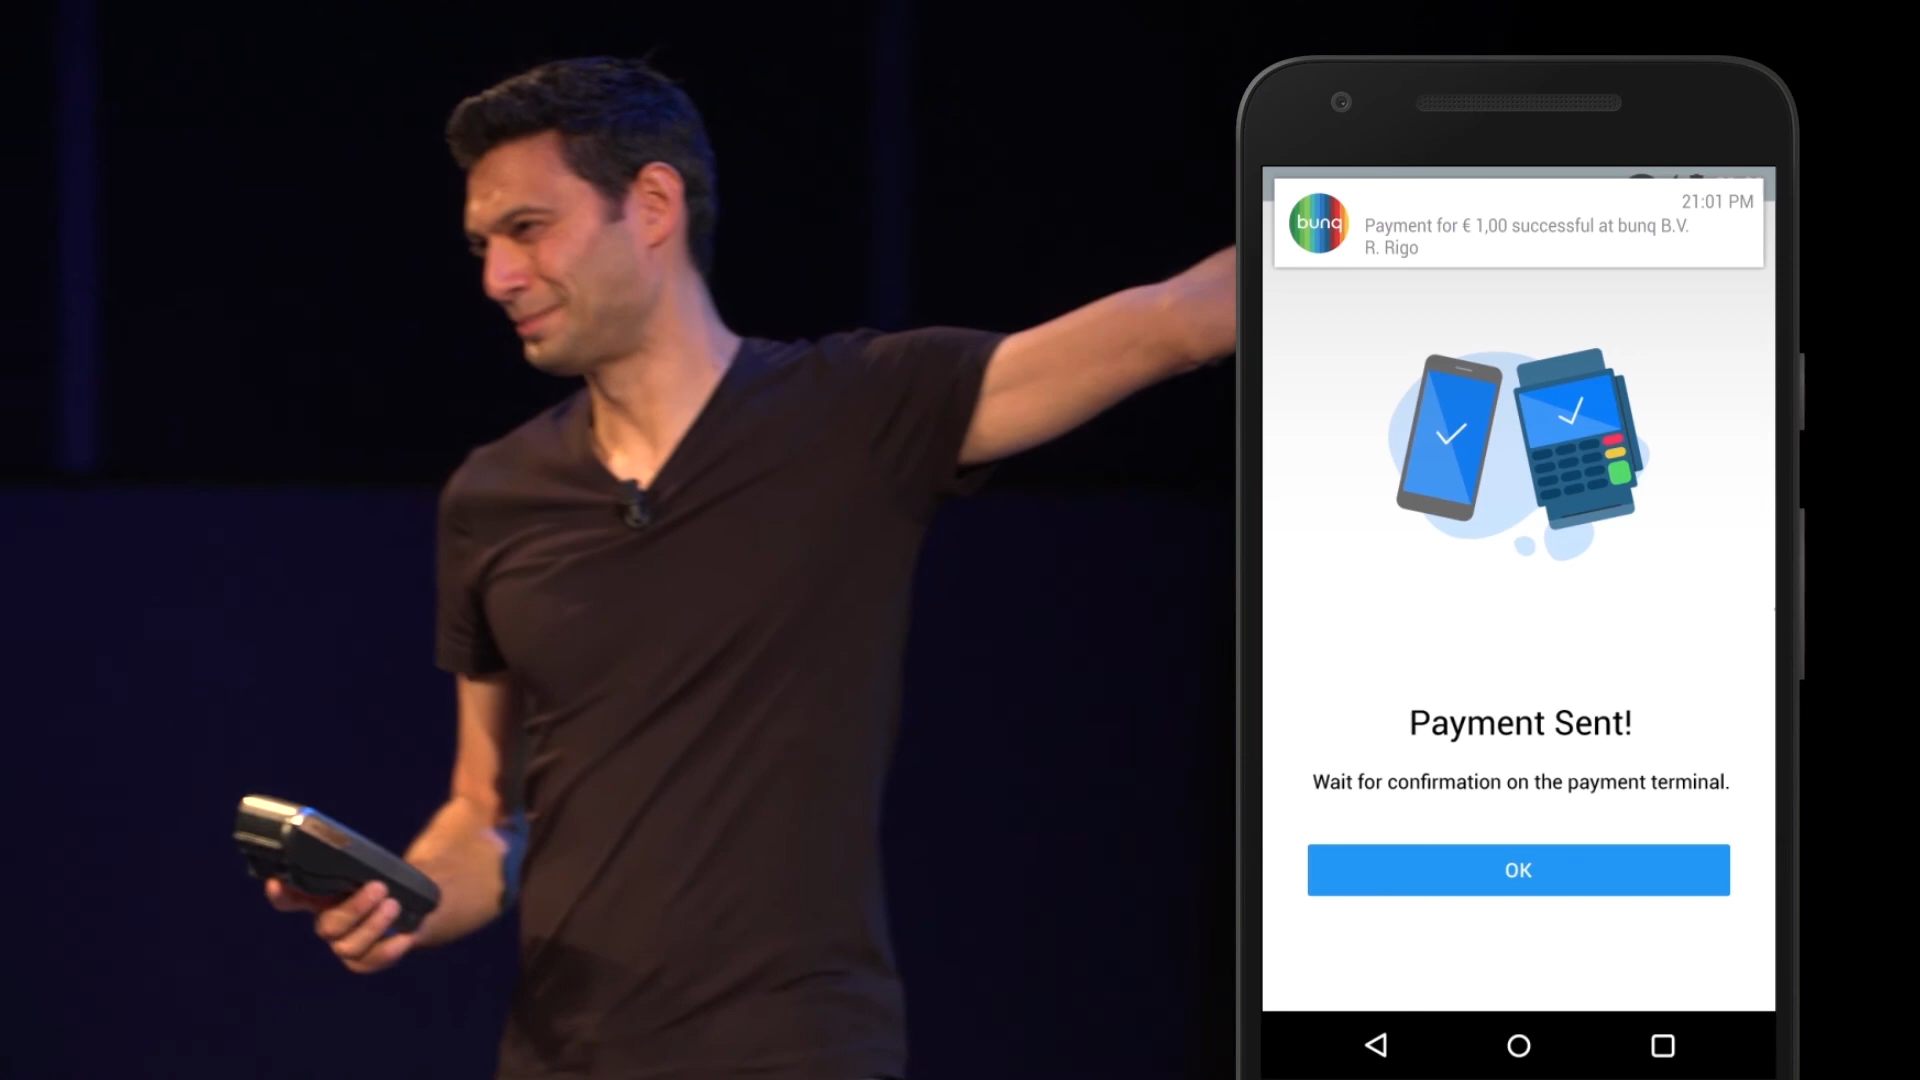 21:01 PM
bunq
Payment for € 1,00 successful at bunq B.V.
R. Rigo
Payment Sent!
Wait for confirmation on the payment terminal.
OK